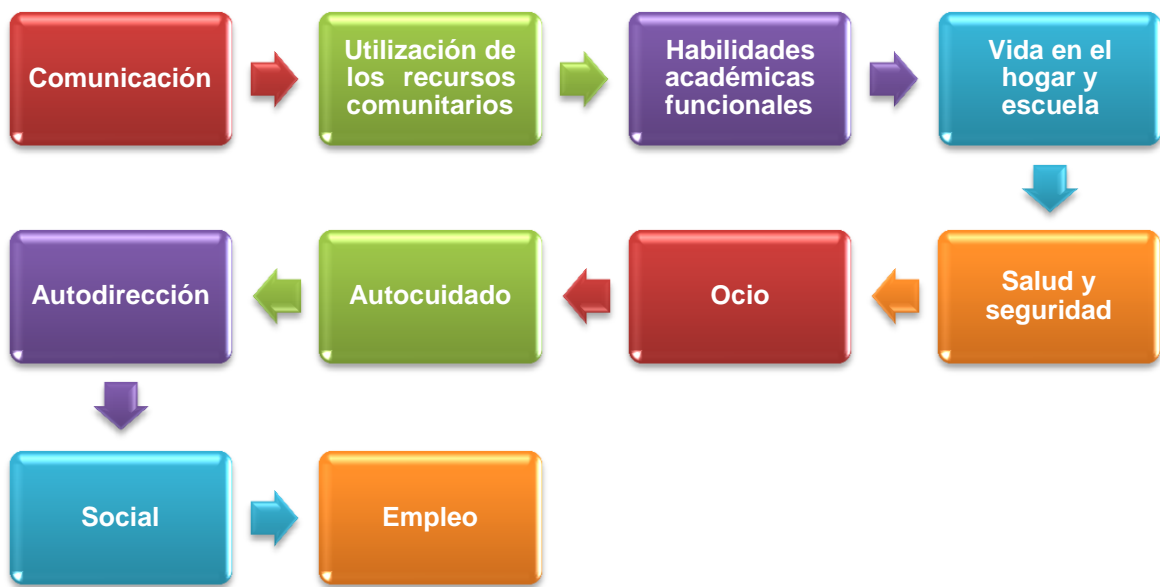 Comunicación
Utilización de
los recursos
comunitarios
Habilidades
académicas
funcionales
Vida en el
hogar y
escuela
Salud y
seguridad
Ocio
Autocuidado
Autodirección
Social
Empleo